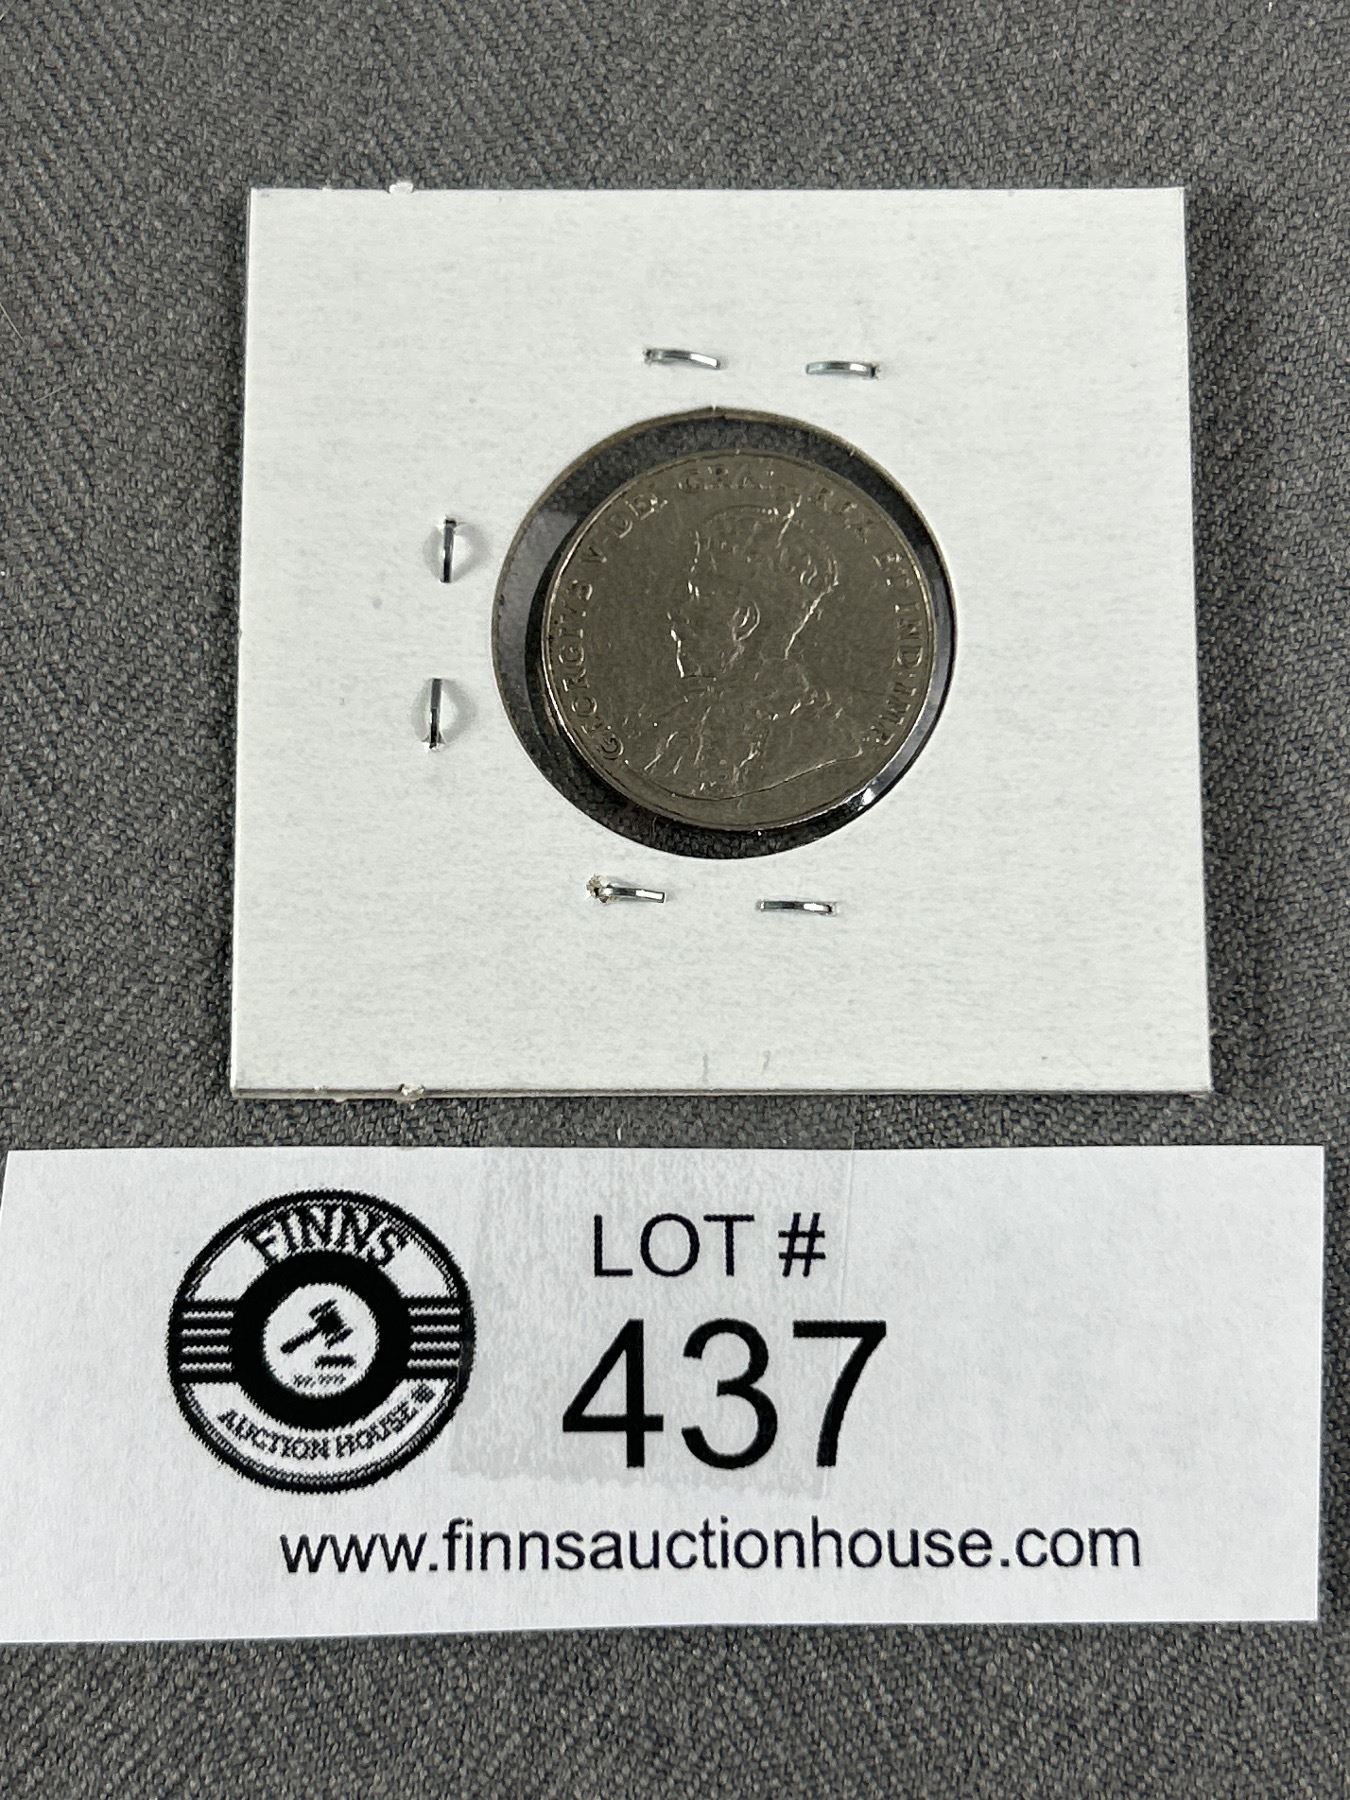 GEORGIVS V DEI GRA: REX ET IND: IMP:
FINNS
AUCTION HOUSE
LOT #
437
www.finnsauctionhouse.com